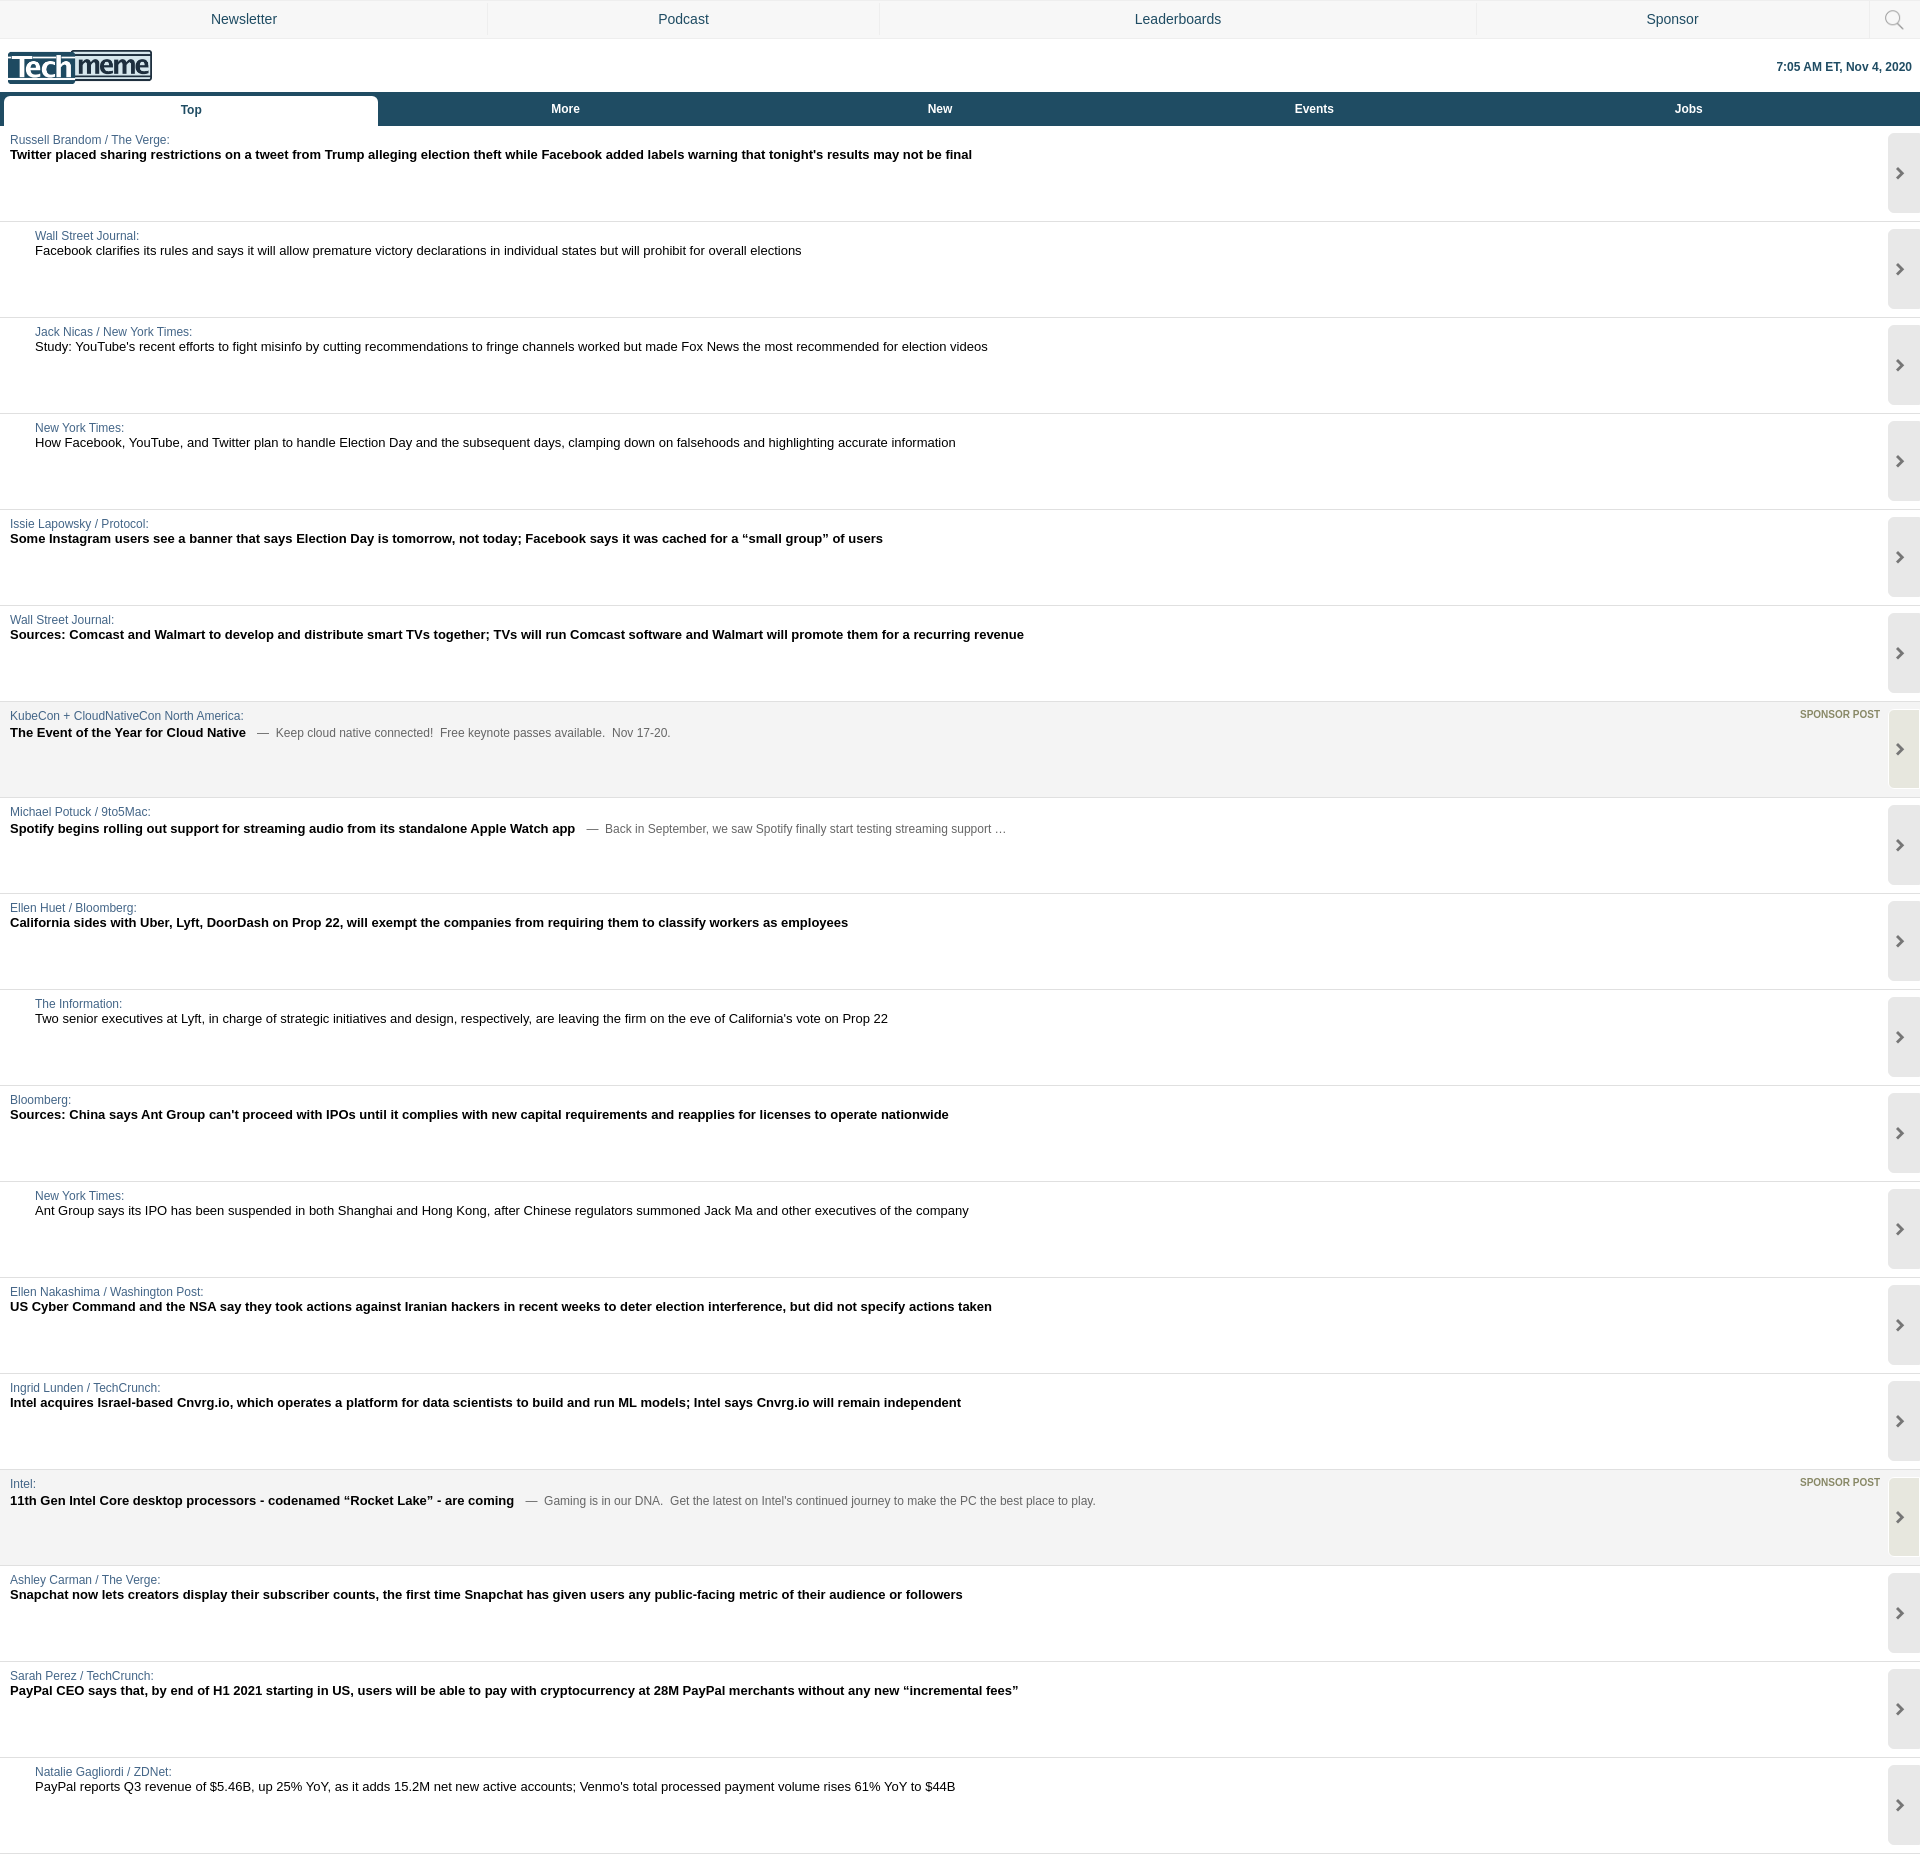 Newsletter
Podcast
Leaderboards
Sponsor
Techmeme
7:05 AM ET, Nov 4, 2020
Top
More
New
Events
Jobs
Russell Brandom / The Verge:
Twitter placed sharing restrictions on a tweet from Trump alleging election theft while Facebook added labels warning that tonight's results may not be final
Wall Street Journal:
Facebook clarifies its rules and says it will allow premature victory declarations in individual states but will prohibit for overall elections
Jack Nicas / New York Times:
Study: YouTube's recent efforts to fight misinfo by cutting recommendations to fringe channels worked but made Fox News the most recommended for election videos
New York Times:
How Facebook, YouTube, and Twitter plan to handle Election Day and the subsequent days, clamping down on falsehoods and highlighting accurate information
Issie Lapowsky / Protocol:
Some Instagram users see a banner that says Election Day is tomorrow, not today; Facebook says it was cached for a “small group” of users
Wall Street Journal:
Sources: Comcast and Walmart to develop and distribute smart TVs together; TVs will run Comcast software and Walmart will promote them for a recurring revenue
KubeCon + CloudNativeCon North America:
SPONSOR POST
The Event of the Year for Cloud Native — Keep cloud native connected! Free keynote passes available. Nov 17-20.
Michael Potuck / 9to5Mac:
Spotify begins rolling out support for streaming audio from its standalone Apple Watch app — Back in September, we saw Spotify finally start testing streaming support …
Ellen Huet / Bloomberg:
California sides with Uber, Lyft, DoorDash on Prop 22, will exempt the companies from requiring them to classify workers as employees
The Information:
Two senior executives at Lyft, in charge of strategic initiatives and design, respectively, are leaving the firm on the eve of California's vote on Prop 22
Bloomberg:
Sources: China says Ant Group can't proceed with IPOs until it complies with new capital requirements and reapplies for licenses to operate nationwide
New York Times:
Ant Group says its IPO has been suspended in both Shanghai and Hong Kong, after Chinese regulators summoned Jack Ma and other executives of the company
Ellen Nakashima / Washington Post:
US Cyber Command and the NSA say they took actions against Iranian hackers in recent weeks to deter election interference, but did not specify actions taken
Ingrid Lunden / TechCrunch:
Intel acquires Israel-based Cnvrg.io, which operates a platform for data scientists to build and run ML models; Intel says Cnvrg.io will remain independent
Intel:
SPONSOR POST
11th Gen Intel Core desktop processors - codenamed “Rocket Lake” - are coming — Gaming is in our DNA. Get the latest on Intel's continued journey to make the PC the best place to play.
Ashley Carman / The Verge:
Snapchat now lets creators display their subscriber counts, the first time Snapchat has given users any public-facing metric of their audience or followers
Sarah Perez / TechCrunch:
PayPal CEO says that, by end of H1 2021 starting in US, users will be able to pay with cryptocurrency at 28M PayPal merchants without any new “incremental fees”
Natalie Gagliordi / ZDNet:
PayPal reports Q3 revenue of $5.46B, up 25% YoY, as it adds 15.2M net new active accounts; Venmo's total processed payment volume rises 61% YoY to $44B